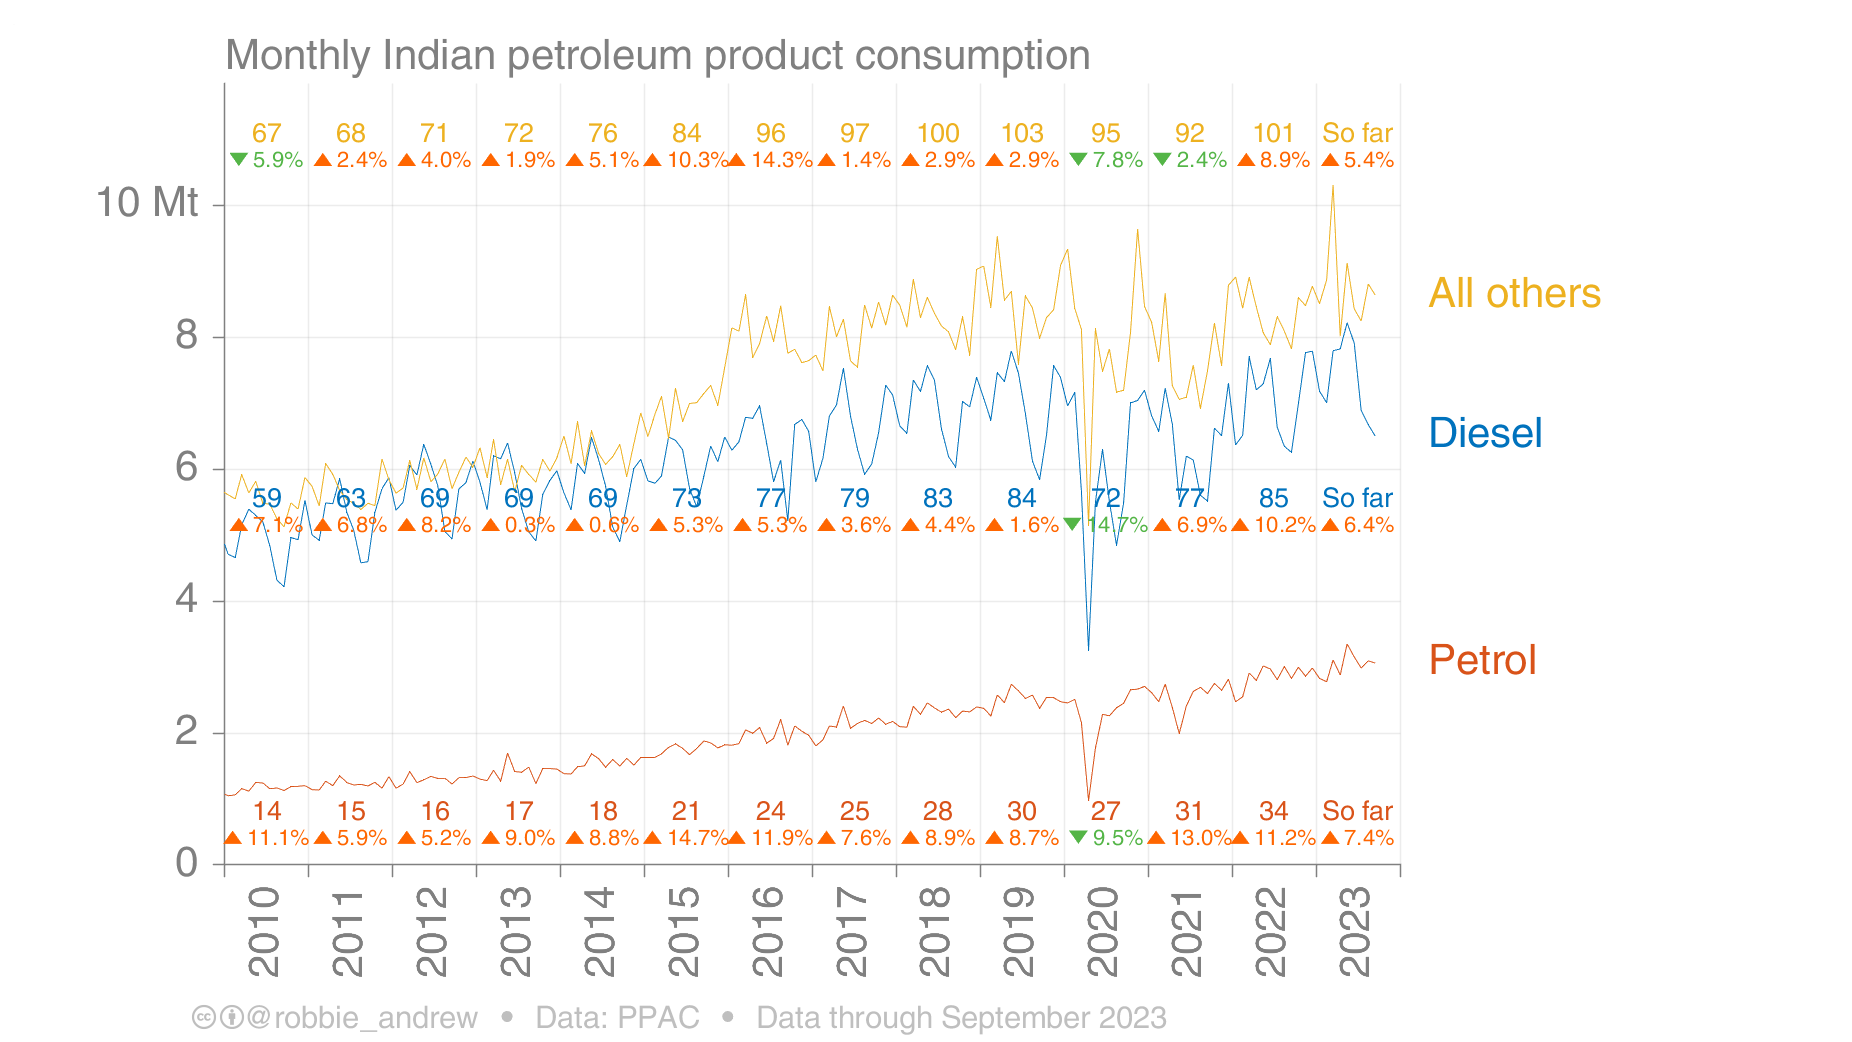 Monthly Indian petroleum product consumption
67 68 71 72 76 84 96 97 100 103 95 92 101 So far
▼ 5.9% ▲ 2.4% ▲ 4.0% ▲ 1.9% ▲ 5.1% ▲ 10.3% ▲ 14.3% ▲ 1.4% ▲ 2.9% ▲ 2.9% ▼ 7.8% ▼ 2.4% ▲ 8.9% ▲ 5.4%
10 Mt
All others
8
Diesel
6
59 63 69 69 69 73 77 79 83 84 72 77 85 So far
▲ 7.1% ▲ 6.8% ▲ 8.2% ▲ 0.3% ▲ 0.6% ▲ 5.3% ▲ 5.3% ▲ 3.6% ▲ 4.4% ▲ 1.6% ▼ 14.7% ▲ 6.9% ▲ 10.2% ▲ 6.4%
4
Petrol
2
14 15 16 17 18 21 24 25 28 30 27 31 34 So far
▲ 11.1% ▲ 5.9% ▲ 5.2% ▲ 9.0% ▲ 8.8% ▲ 14.7% ▲ 11.9% ▲ 7.6% ▲ 8.9% ▲ 8.7% ▼ 9.5% ▲ 13.0% ▲ 11.2% ▲ 7.4%
0
2010 2011 2012 2013 2014 2015 2016 2017 2018 2019 2020 2021 2022 2023
cc @robbie_andrew • Data: PPAC • Data through September 2023